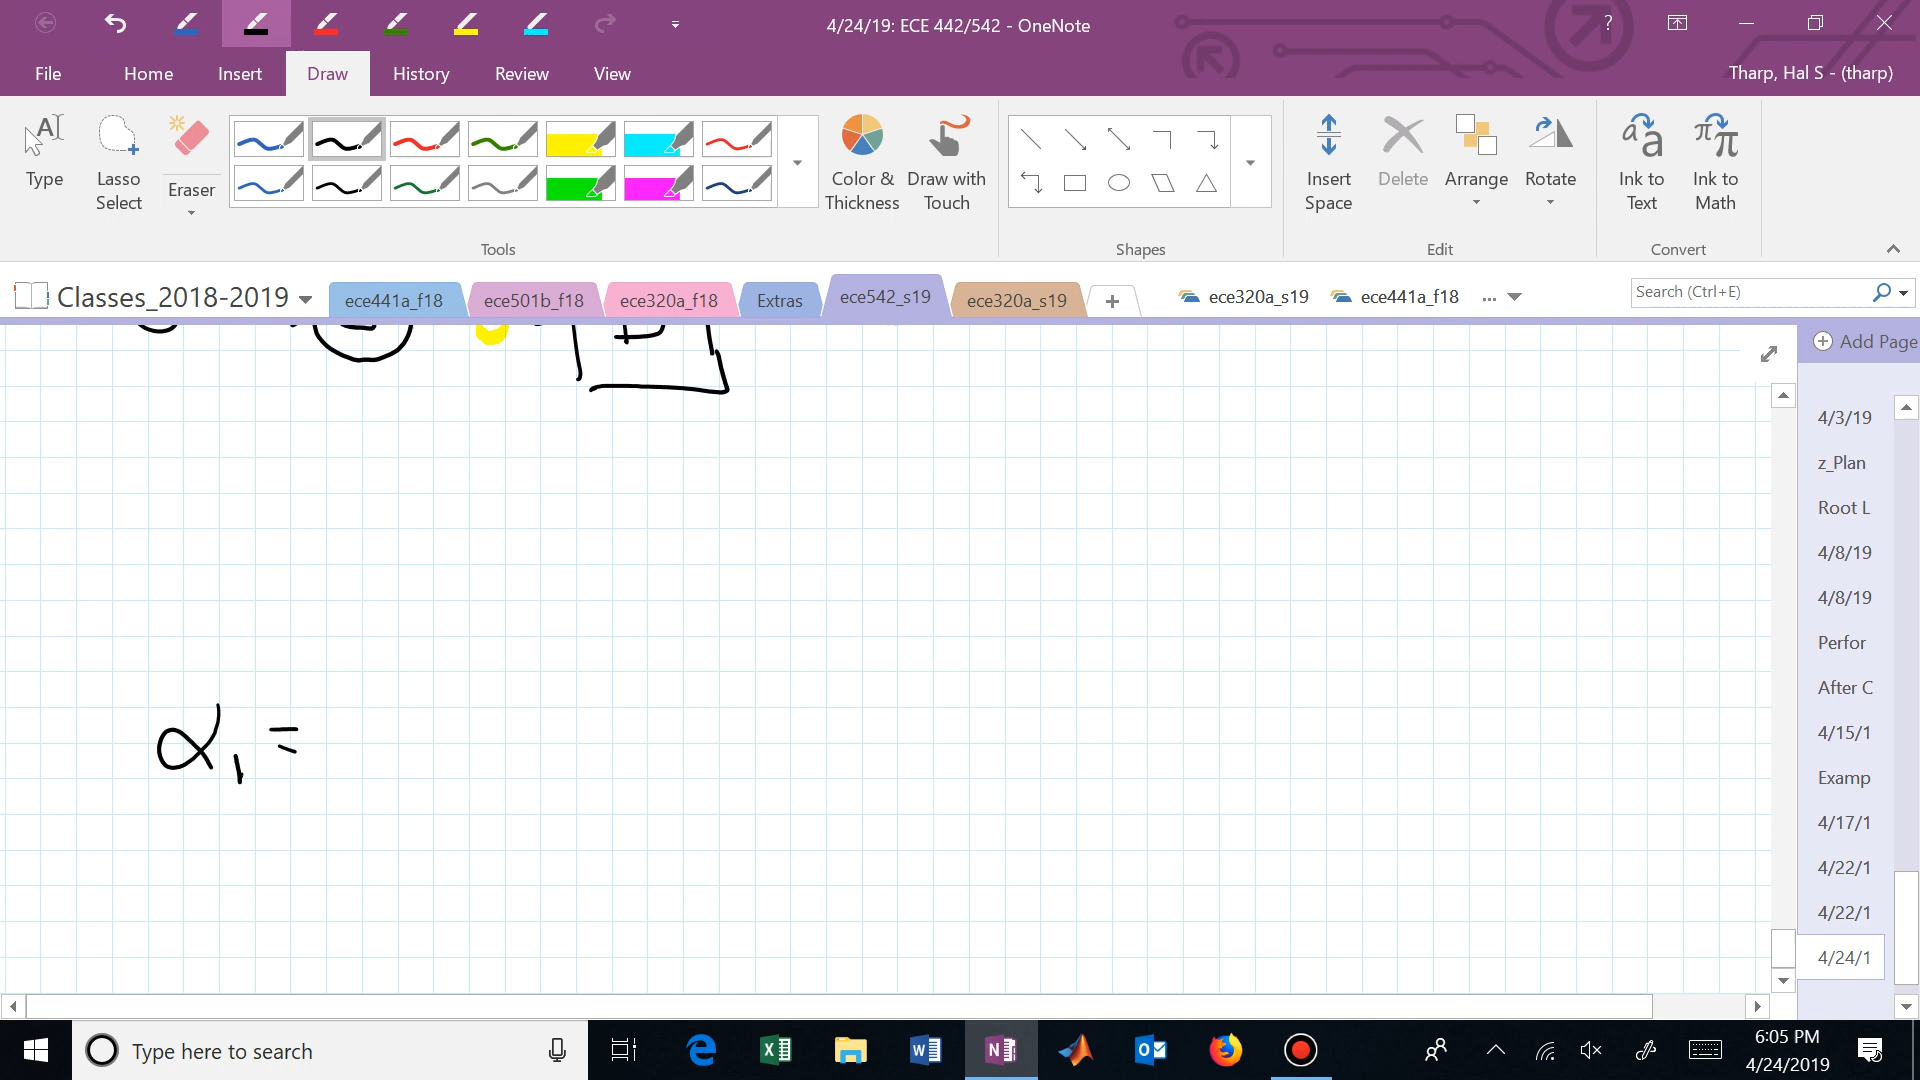 4/24/19: ECE 442/542 - OneNote
?
File Home Insert Draw History Review View
Tharp, Hal S - (tharp)
Type
Lasso Select
Eraser
Color & Thickness
Draw with Touch
Insert Space
Delete
Arrange
Rotate
Ink to Text
Ink to Math
Tools
Shapes
Edit
Convert
Classes_2018-2019
ece441a_f18
ece501b_f18
ece320a_f18
Extras
ece542_s19
ece320a_s19
+
ece320a_s19
ece441a_f18
...
Search (Ctrl+E)
Add Page
4/3/19
z_Plan
Root L
4/8/19
4/8/19
Perfor
After C
4/15/1
Examp
4/17/1
4/22/1
4/22/1
4/24/1
α₁ =
Type here to search
6:05 PM
4/24/2019